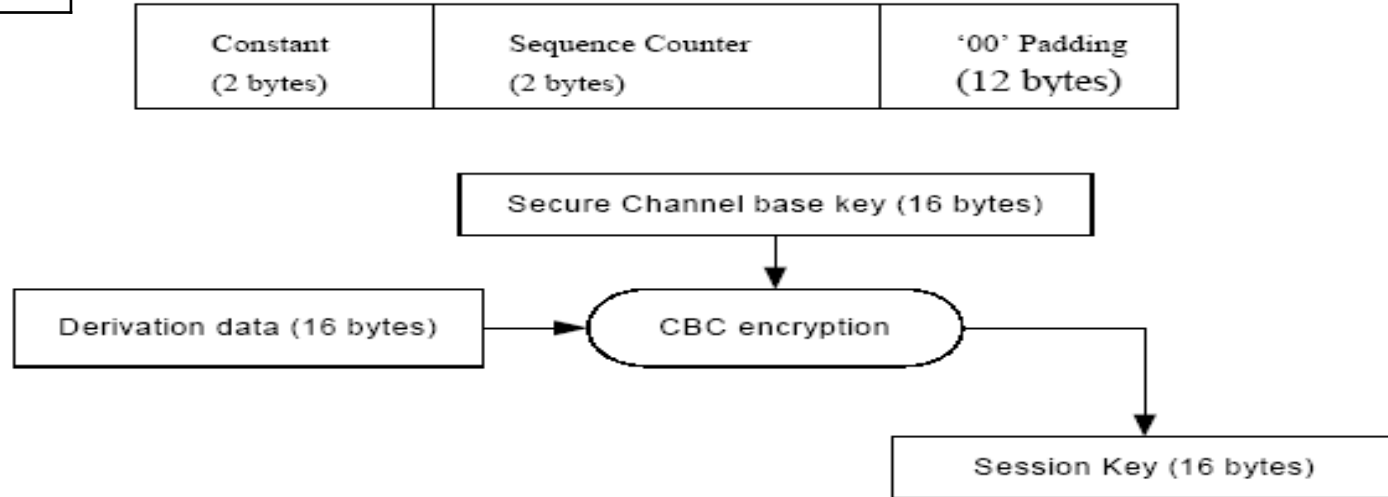 Constant
(2 bytes)
Sequence Counter
(2 bytes)
‘00’ Padding
(12 bytes)
Secure Channel base key (16 bytes)
Derivation data (16 bytes)
CBC encryption
Session Key (16 bytes)